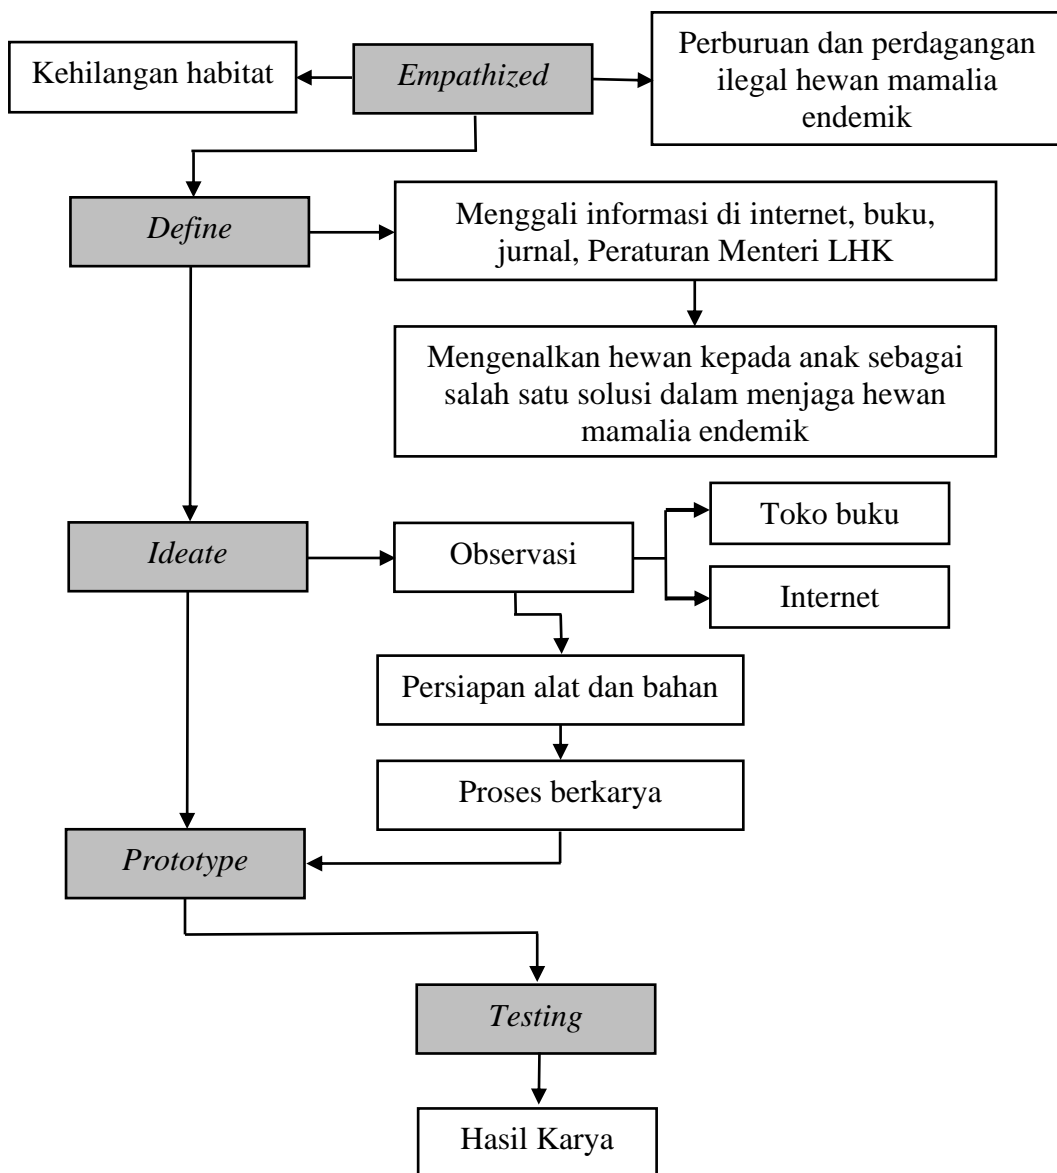 Kehilangan habitat
Empathized
Perburuan dan perdagangan
ilegal hewan mamalia
endemik
Define
Menggali informasi di internet, buku,
jurnal, Peraturan Menteri LHK
Mengenalkan hewan kepada anak sebagai
salah satu solusi dalam menjaga hewan
mamalia endemik
Ideate
Observasi
Toko buku
Internet
Persiapan alat dan bahan
Proses berkarya
Prototype
Testing
Hasil Karya